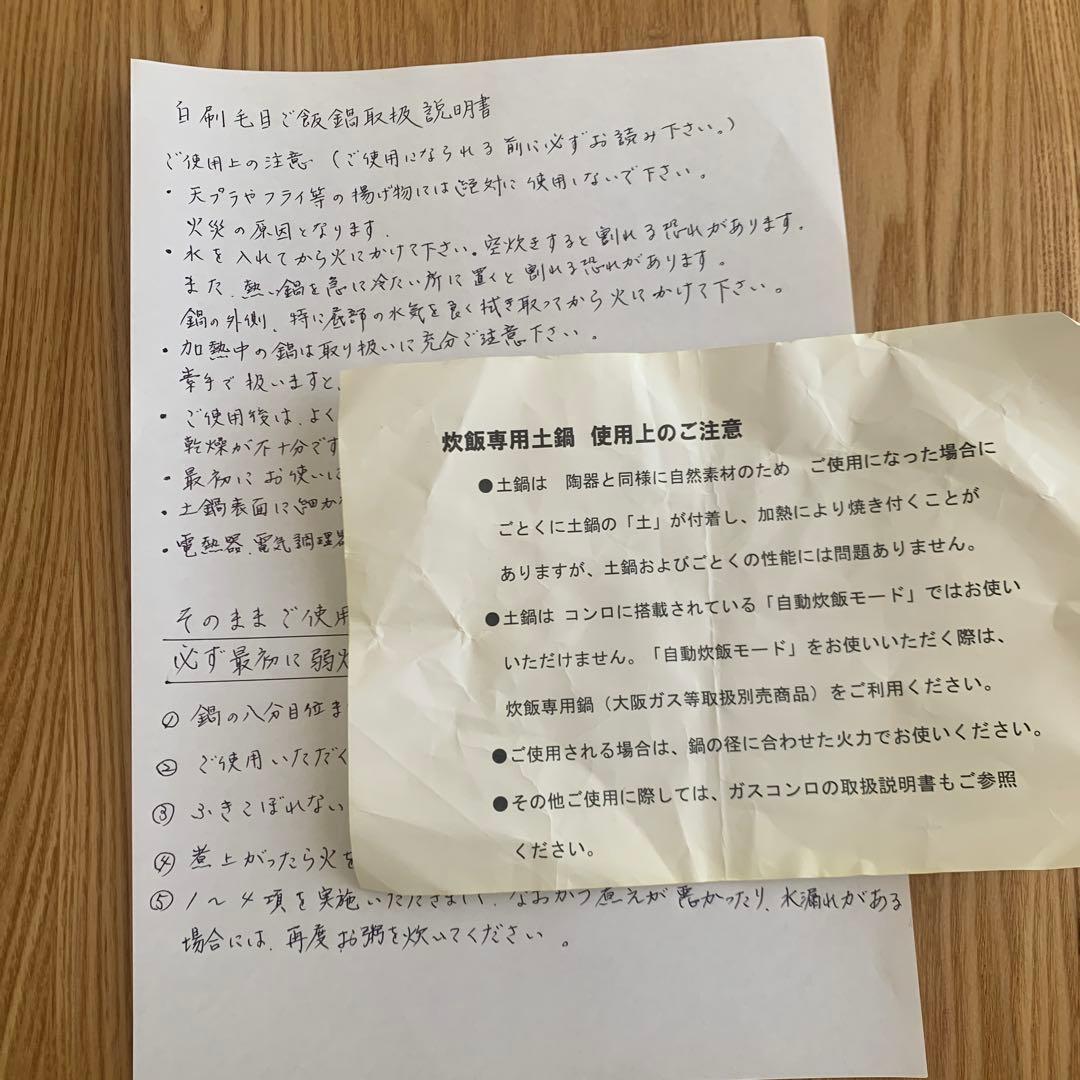 白刷毛目ご飯鍋取扱説明書
ご使用上の注意（ご使用になられる前に必ずお読み下さい。）
・天プラやフライ等の揚げ物には絶対に使用しないで下さい。
火災の原因となります.
・水を入れてから火にかけて下さい。空炊きすると割れる恐れがあります.
また、熱い鍋を急に冷たい所に置くと割れる恐れがあります。
鍋の外側、特に底部の水気を良く拭き取ってから火にかけて下さい。
・加熱中の鍋は取り扱いに充分ご注意下さい。
素手で扱いますと、
・ご使用後は、よく
乾燥が不十分です
・最初にお使いに
・土鍋表面に細か
・電熱器、電気調理器
そのままご使用
必ず最初に弱火
① 鍋の八分目位ま
② ご使用いただく
③ ふきこぼれない
④ 煮上がったら火を
⑤ 1〜4項を実施いただきまして、なおかつ煮えが悪かったり、水漏れがある
場合には、再度お粥を炊いてください。
炊飯専用土鍋 使用上のご注意
●土鍋は 陶器と同様に自然素材のため ご使用になった場合に
ごとくに土鍋の「土」が付着し、加熱により焼き付くことが
ありますが、土鍋およびごとくの性能には問題ありません。
●土鍋は コンロに搭載されている「自動炊飯モード」ではお使い
いただけません。「自動炊飯モード」をお使いいただく際は、
炊飯専用鍋（大阪ガス等取扱別売商品）をご利用ください。
●ご使用される場合は、鍋の径に合わせた火力でお使いください。
●その他ご使用に際しては、ガスコンロの取扱説明書もご参照
ください。